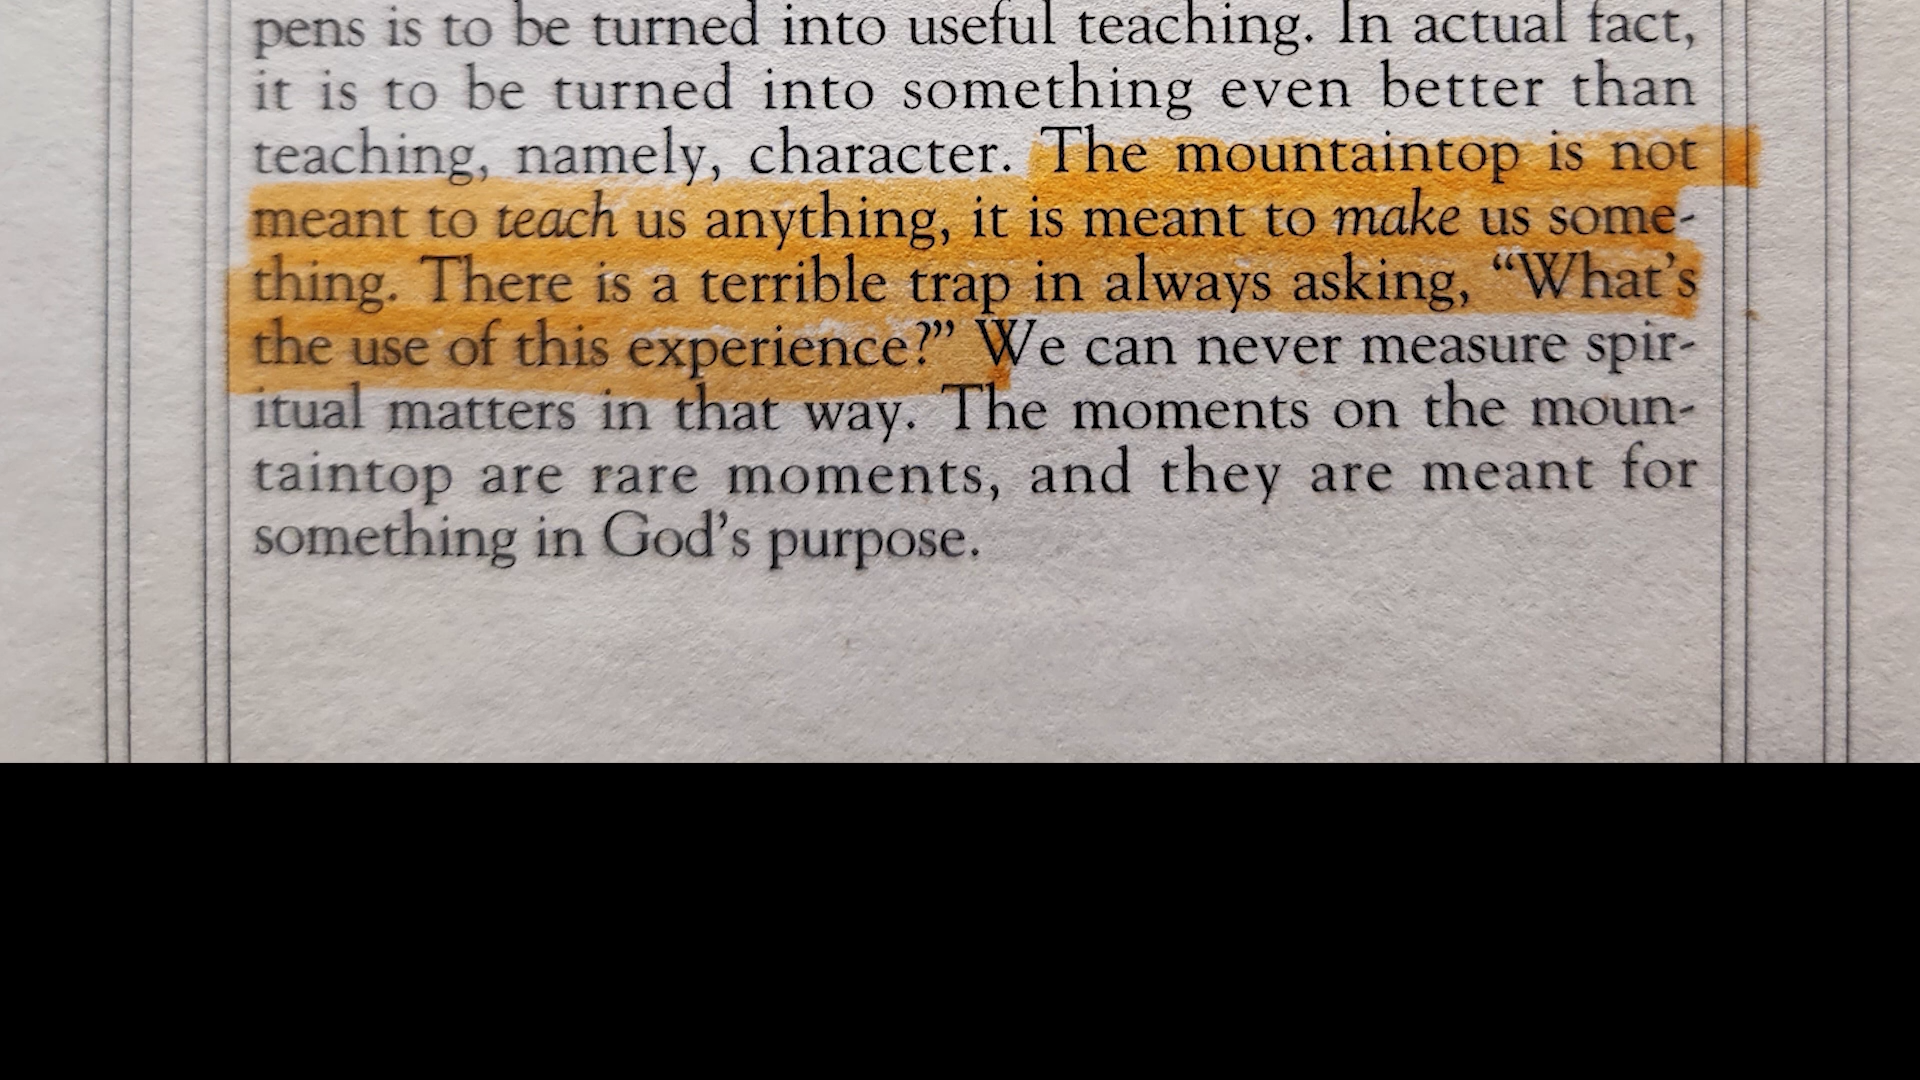 pens is to be turned into useful teaching. In actual fact,
it is to be turned into something even better than
teaching, namely, character. The mountaintop is not
meant to teach us anything, it is meant to make us some-
thing. There is a terrible trap in always asking, “What’s
the use of this experience?’” We can never measure spir-
itual matters in that way. The moments on the moun-
taintop are rare moments, and they are meant for
something in God’s purpose.